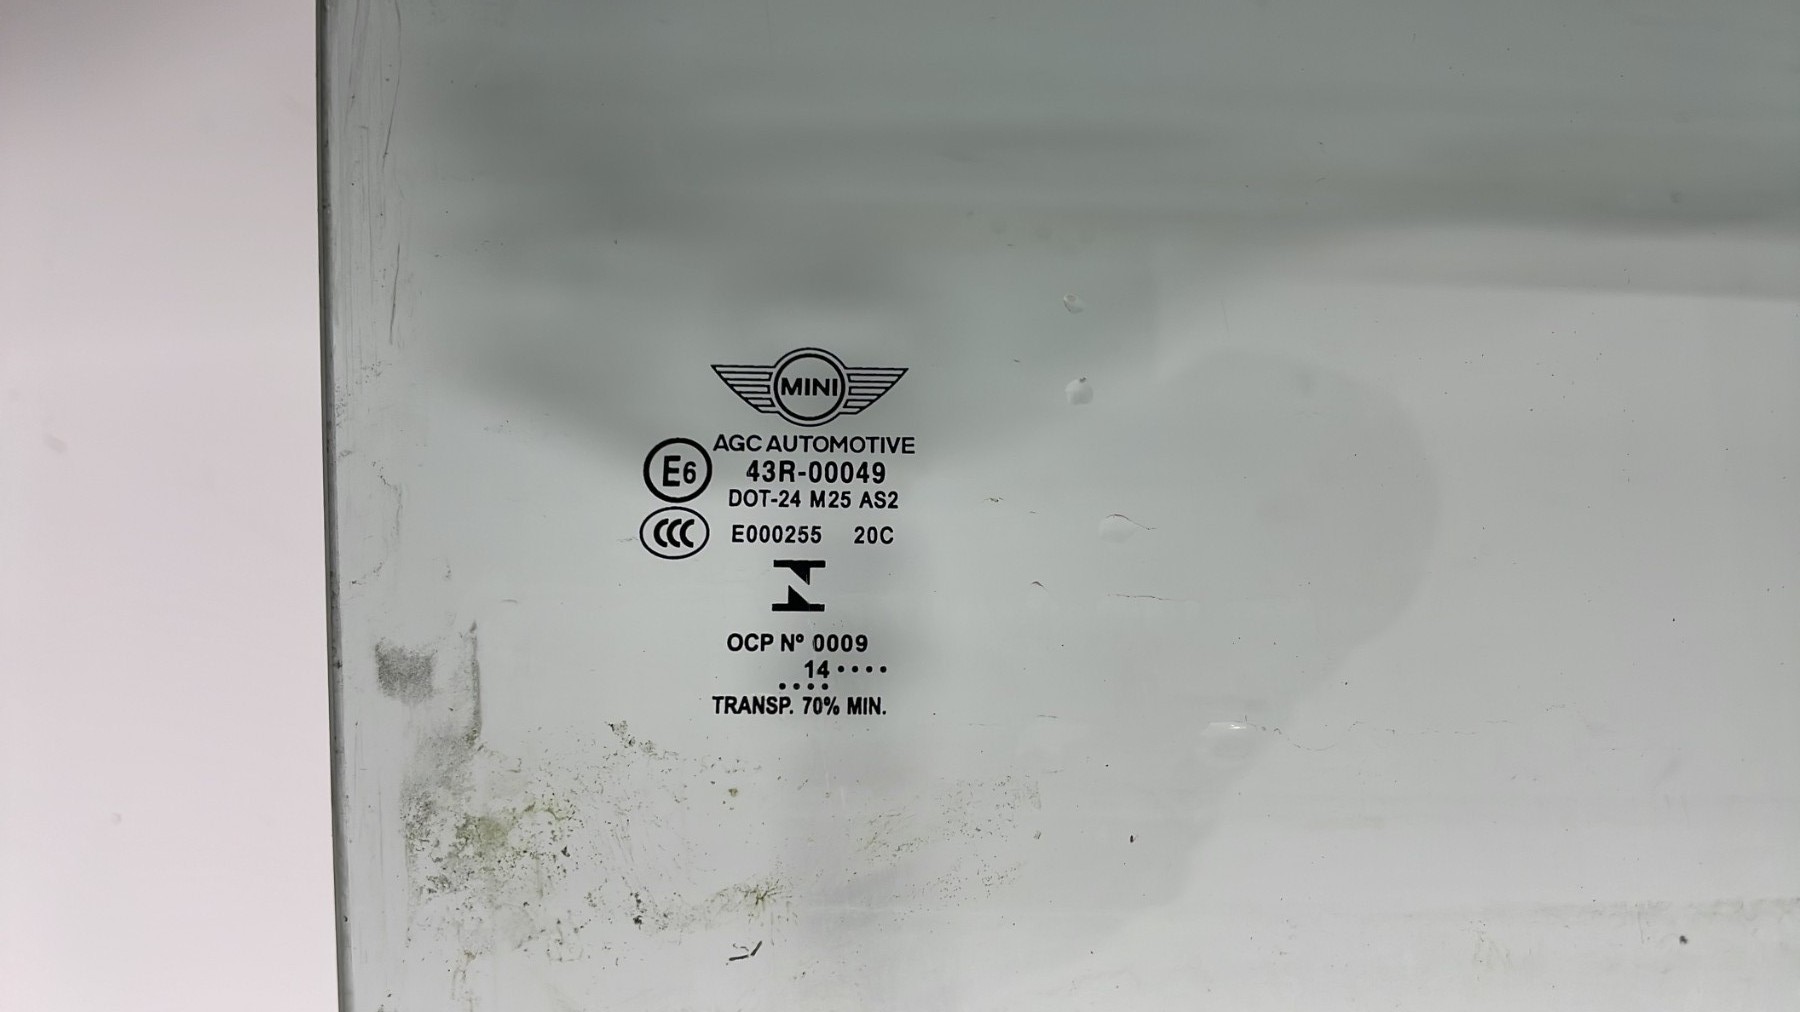 MINI
AGC AUTOMOTIVE
E6 43R-00049
DOT-24 M25 AS2
CCC E000255 20C
OCP Nº 0009
14••••
••••
TRANSP. 70% MIN.